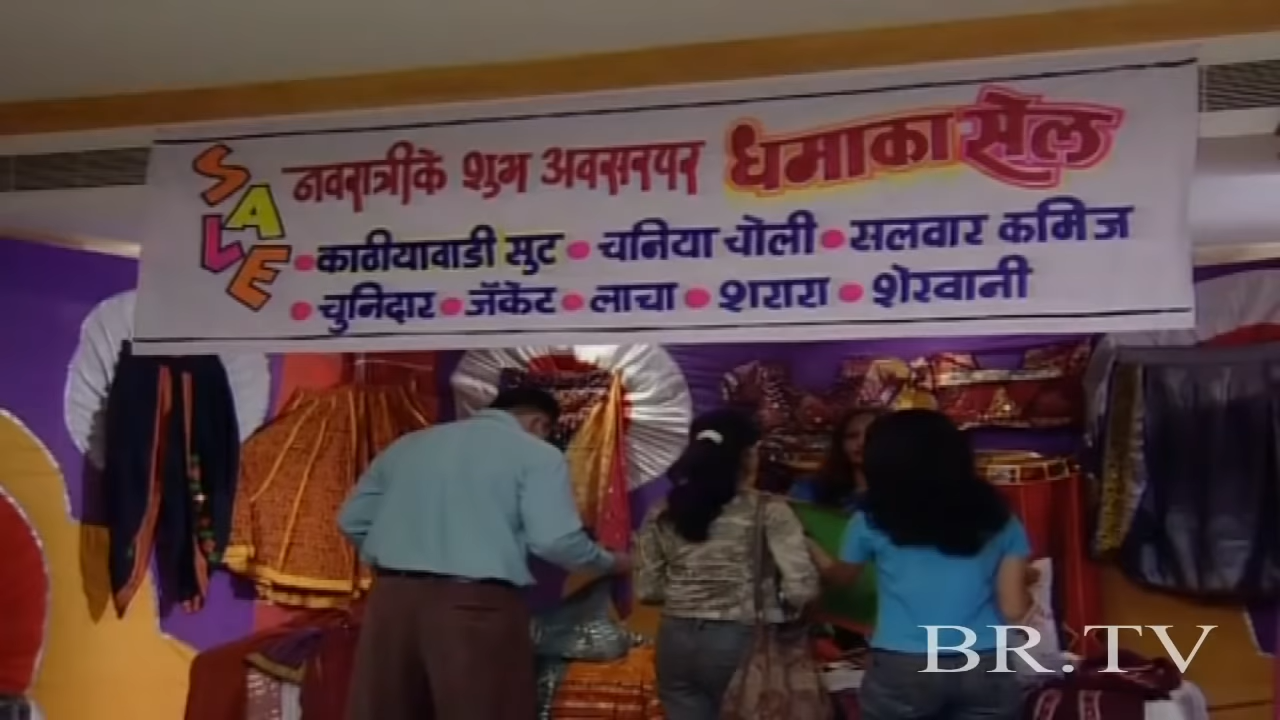 SALE
नवरात्रीके शुभ अवसरपर धमाका सेल
• काठीयावाडी सुट • चनिया चोली • सलवार कमिज
• चुनिदार • जॅकेट • लाचा • शरारा • शेरवानी
BR.TV